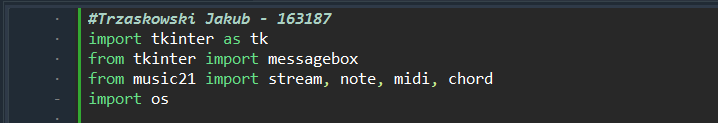 #Trzaskowski Jakub - 163187
import tkinter as tk
from tkinter import messagebox
from music21 import stream, note, midi, chord
import os